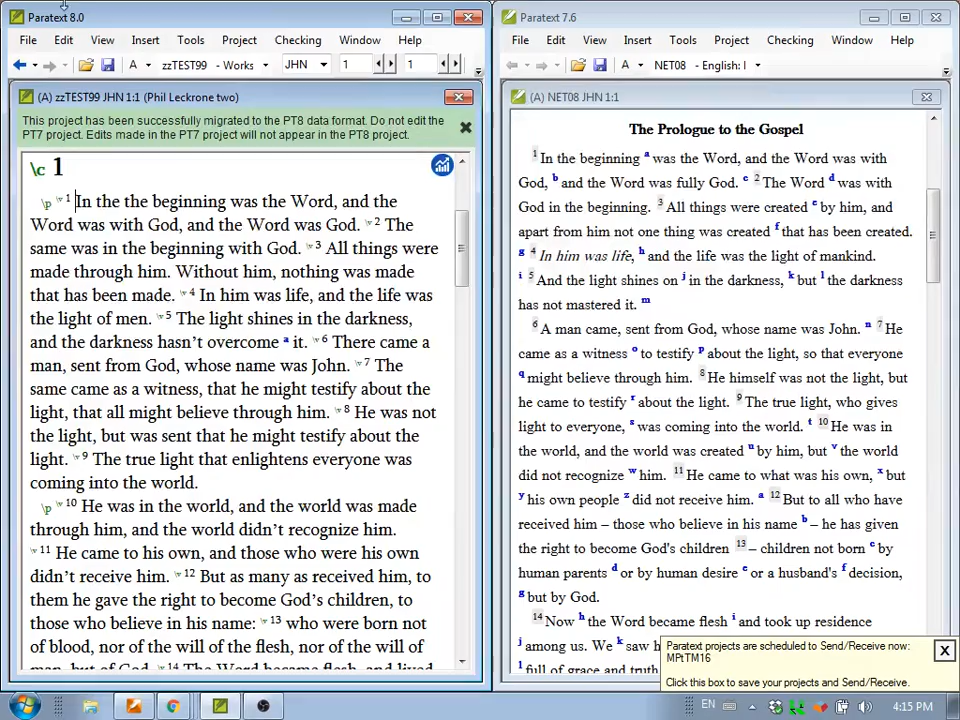 Paratext 8.0
File Edit View Insert Tools Project Checking Window Help
A zzTEST99 - Works JHN 1 1
(A) zzTEST99 JHN 1:1 (Phil Leckrone two)
This project has been successfully migrated to the PT8 data format. Do not edit the
PT7 project. Edits made in the PT7 project will not appear in the PT8 project.
\c 1
\p v 1 In the the beginning was the Word, and the
Word was with God, and the Word was God. v 2 The
same was in the beginning with God. v 3 All things were
made through him. Without him, nothing was made
that has been made. v 4 In him was life, and the life was
the light of men. v 5 The light shines in the darkness,
and the darkness hasn’t overcome a it. v 6 There came a
man, sent from God, whose name was John. v 7 The
same came as a witness, that he might testify about the
light, that all might believe through him. v 8 He was not
the light, but was sent that he might testify about the
light. v 9 The true light that enlightens everyone was
coming into the world.
\p v 10 He was in the world, and the world was made
through him, and the world didn’t recognize him.
v 11 He came to his own, and those who were his own
didn’t receive him. v 12 But as many as received him, to
them he gave the right to become God’s children, to
those who believe in his name: v 13 who were born not
of blood, nor of the will of the flesh, nor of the will of
man, but of God. v 14 The Word became flesh, and lived
Paratext 7.6
File Edit View Insert Tools Project Checking Window Help
A NET08 - English: I
(A) NET08 JHN 1:1
The Prologue to the Gospel
1 In the beginning a was the Word, and the Word was with
God, b and the Word was fully God. c 2 The Word d was with
God in the beginning. 3 All things were created e by him, and
apart from him not one thing was created f that has been created.
g 4 In him was life, h and the life was the light of mankind.
i 5 And the light shines on j in the darkness, k but l the darkness
has not mastered it. m
6 A man came, sent from God, whose name was John. n 7 He
came as a witness o to testify p about the light, so that everyone
q might believe through him. 8 He himself was not the light, but
he came to testify r about the light. 9 The true light, who gives
light to everyone, s was coming into the world. t 10 He was in
the world, and the world was created u by him, but v the world
did not recognize w him. 11 He came to what was his own, x but
y his own people z did not receive him. a 12 But to all who have
received him – those who believe in his name b – he has given
the right to become God's children 13 – children not born c by
human parents d or by human desire e or a husband's f decision,
g but by God.
14 Now h the Word became flesh i and took up residence
j among us. We k saw h
l full of grace and truth
Paratext projects are scheduled to Send/Receive now:
MPtTM16
Click this box to save your projects and Send/Receive.
X
EN 4:15 PM